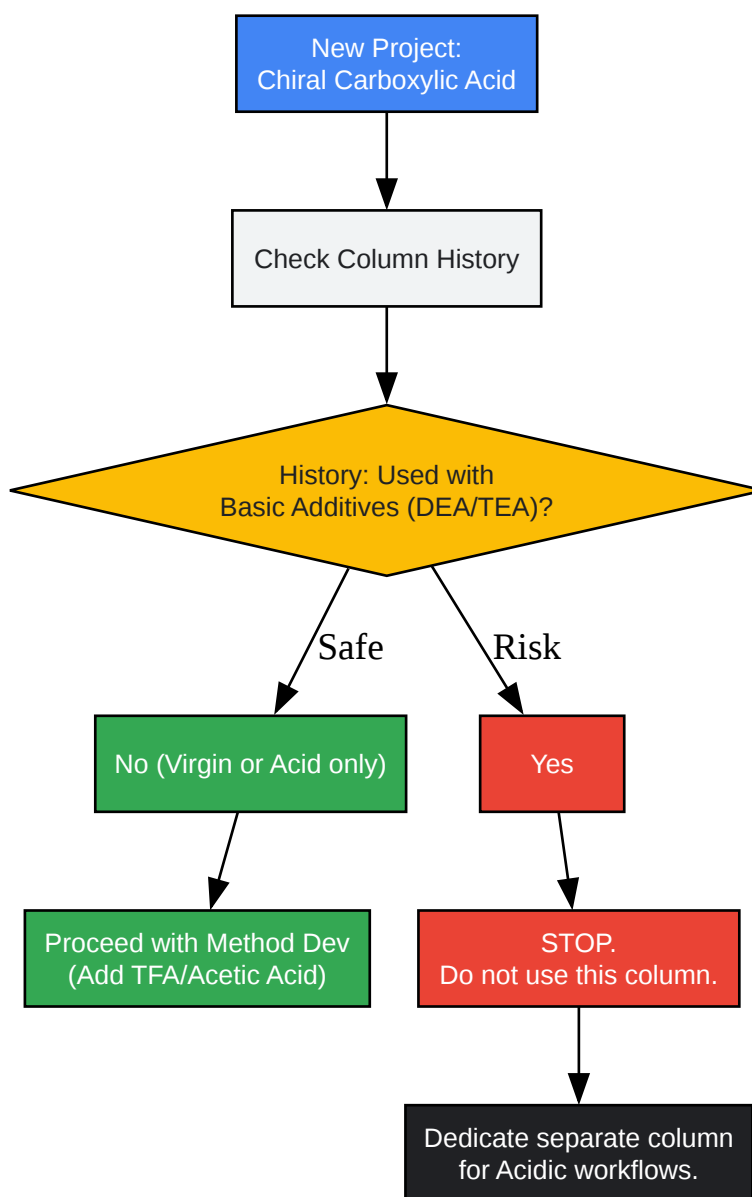 New Project:
Chiral Carboxylic Acid
Check Column History
History: Used with
Basic Additives (DEA/TEA)?
Safe
Risk
No (Virgin or Acid only)
Yes
Proceed with Method Dev
(Add TFA/Acetic Acid)
STOP.
Do not use this column.
Dedicate separate column
for Acidic workflows.